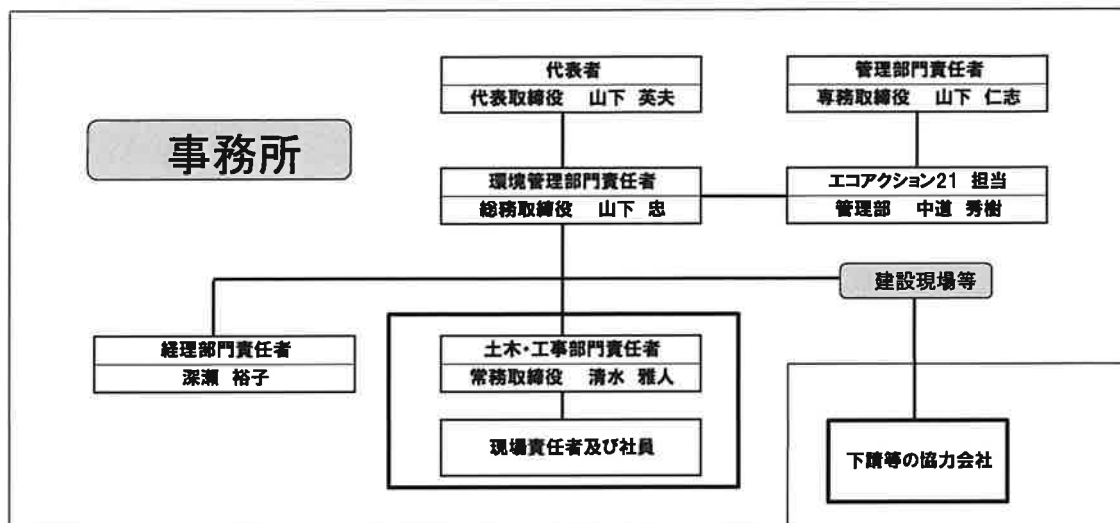 代表者
代表取締役 山下 英夫
管理部門責任者
専務取締役 山下 仁志
事務所
環境管理部門責任者
総務取締役 山下 忠
エコアクション21 担当
管理部 中道 秀樹
建設現場等
経理部門責任者
深瀬 裕子
土木・工事部門責任者
常務取締役 清水 雅人
現場責任者及び社員
下請等の協力会社